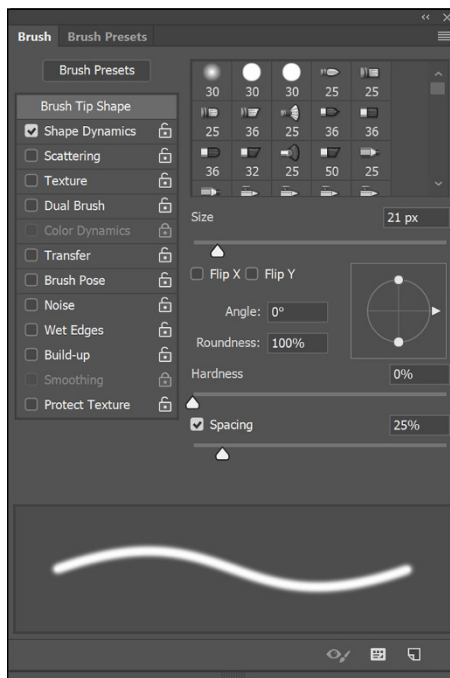 Brush Brush Presets
Brush Presets
Brush Tip Shape
Shape Dynamics
Scattering
Texture
Dual Brush
Color Dynamics
Transfer
Brush Pose
Noise
Wet Edges
Build-up
Smoothing
Protect Texture
30 30 30 25 25
25 36 25 36 36
36 32 25 50 25
Size 21 px
Flip X Flip Y
Angle: 0°
Roundness: 100%
Hardness 0%
Spacing 25%